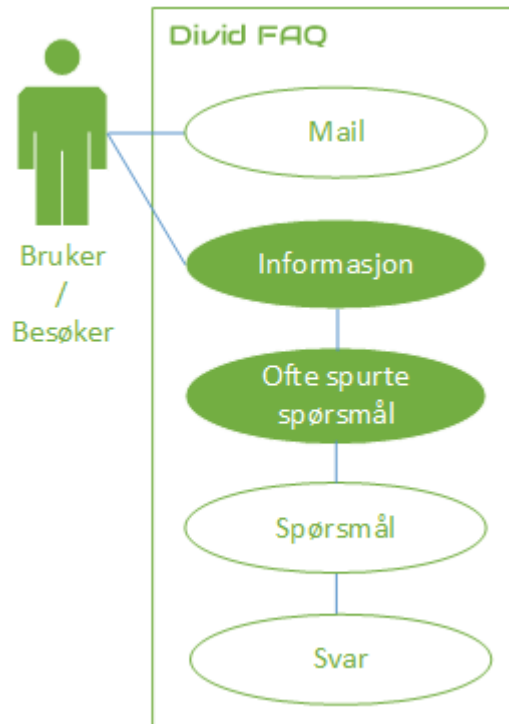 Divid FAQ
Mail
Bruker
/
Besøker
Informasjon
Ofte spurte
spørsmål
Spørsmål
Svar